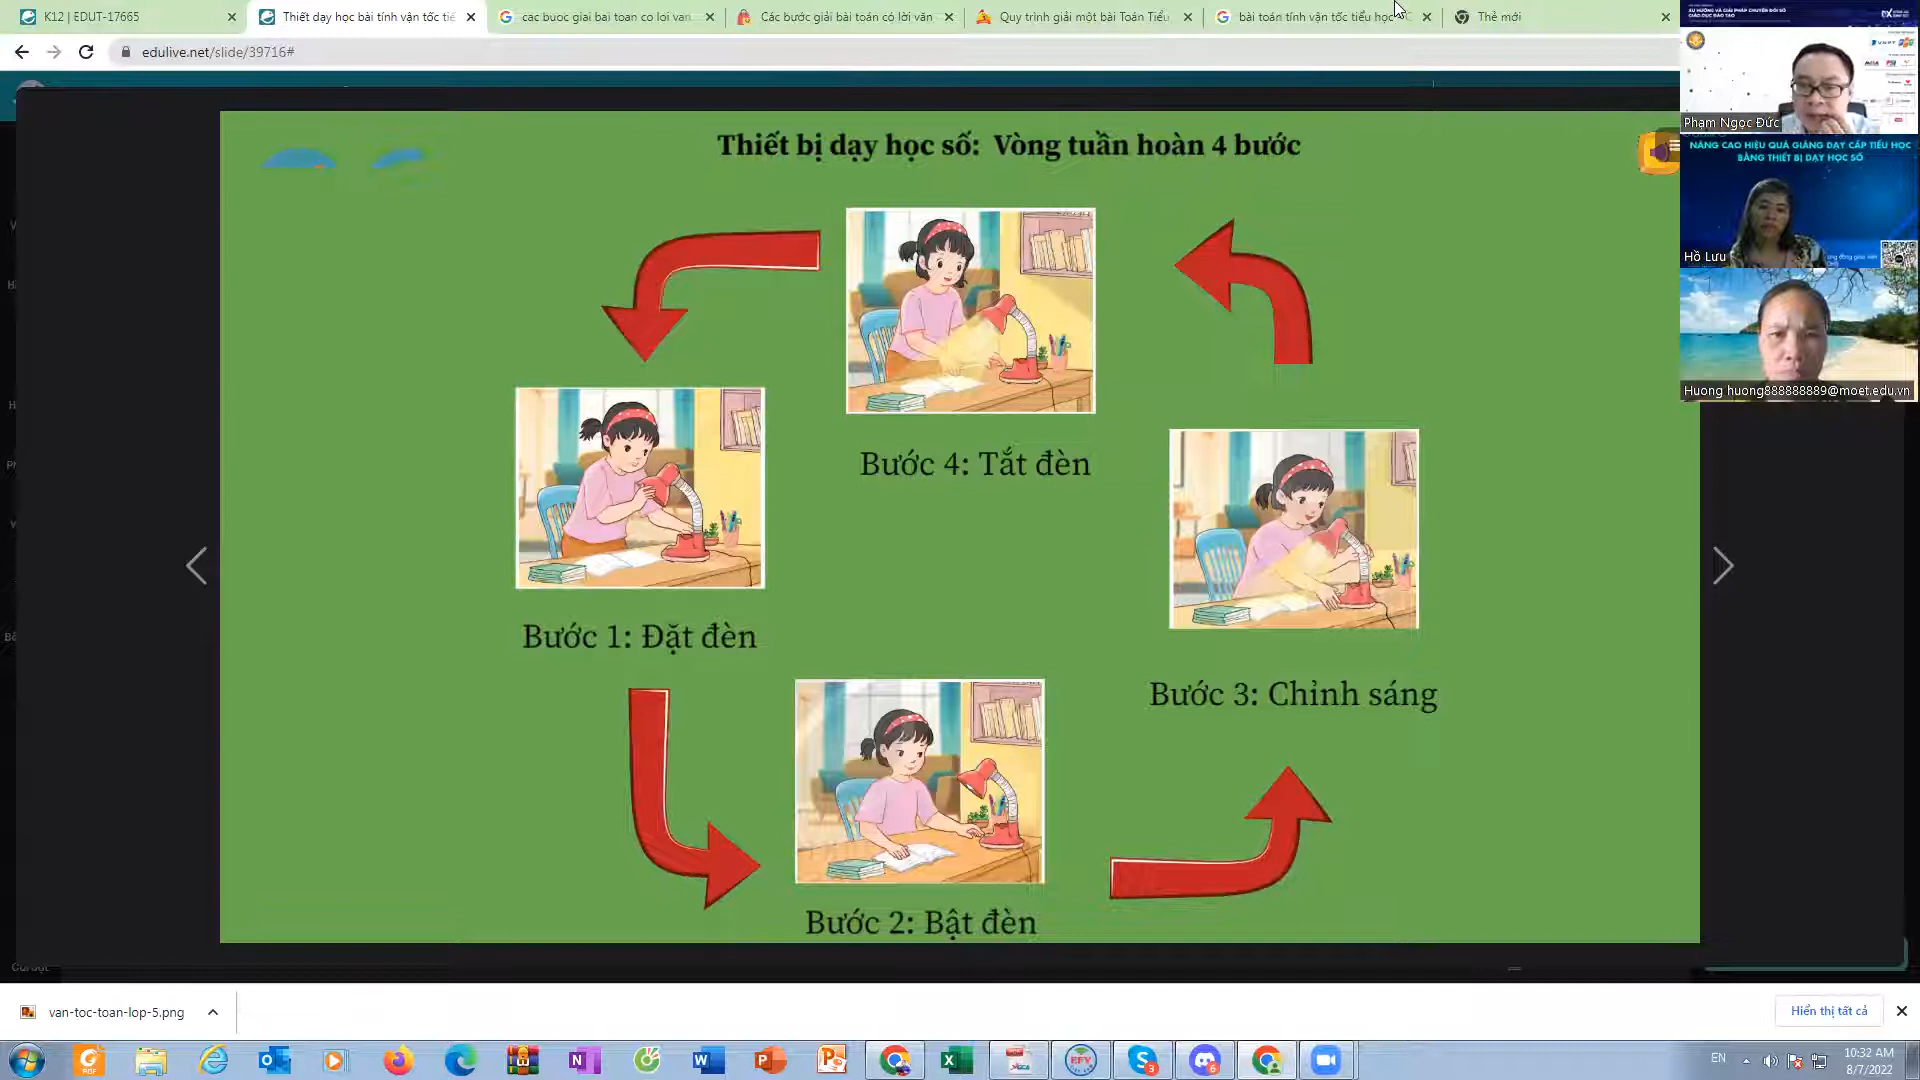 K12 | EDUT-17665
Thiết dạy học bài tính vận tốc tiể
cac buoc giai bai toan co loi van
Các bước giải bài toán có lời văn
Quy trình giải một bài Toán Tiểu
bài toán tính vận tốc tiểu học
Thẻ mới
edulive.net/slide/39716#
Thiết bị dạy học số: Vòng tuần hoàn 4 bước
Bước 4: Tắt đèn
Bước 1: Đặt đèn
Bước 3: Chỉnh sáng
Bước 2: Bật đèn
Phạm Ngọc Đức
NÂNG CAO HIỆU QUẢ GIẢNG DẠY CẤP TIỂU HỌC
BẰNG THIẾT BỊ DẠY HỌC SỐ
Hồ Lưu
Huong huong888888889@moet.edu.vn
van-toc-toan-lop-5.png
Hiển thị tất cả
EN
10:32 AM
8/7/2022